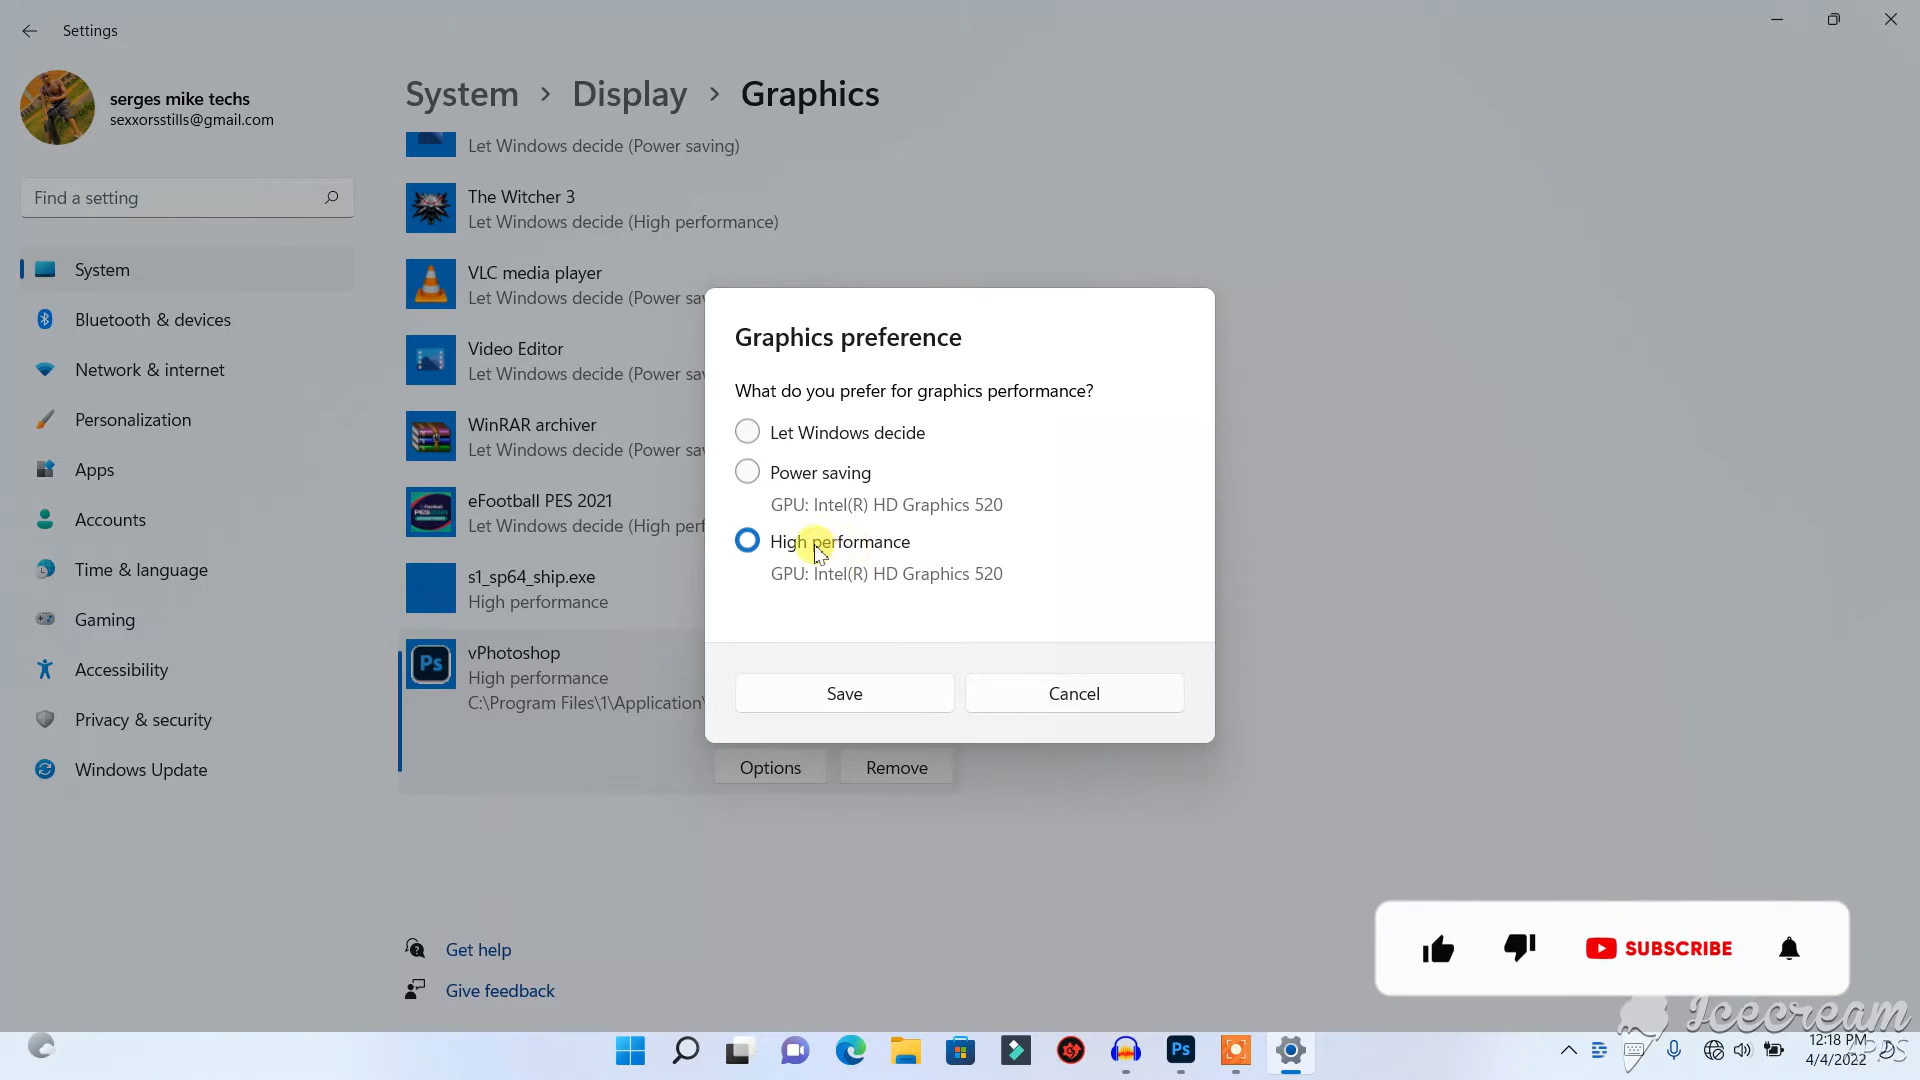 Settings
serges mike techs
sexxorsstills@gmail.com
Find a setting
System
Bluetooth & devices
Network & internet
Personalization
Apps
Accounts
Time & language
Gaming
Accessibility
Privacy & security
Windows Update
System > Display > Graphics
Let Windows decide (Power saving)
The Witcher 3
Let Windows decide (High performance)
VLC media player
Let Windows decide (Power sav
Video Editor
Let Windows decide (Power sav
WinRAR archiver
Let Windows decide (Power sav
eFootball PES 2021
Let Windows decide (High perf
s1_sp64_ship.exe
High performance
vPhotoshop
High performance
C:\Program Files\1\Application\
Options
Remove
Get help
Give feedback
Graphics preference
What do you prefer for graphics performance?
Let Windows decide
Power saving
GPU: Intel(R) HD Graphics 520
High performance
GPU: Intel(R) HD Graphics 520
Save
Cancel
SUBSCRIBE
Icecream
APPS
12:18 PM
4/4/2022